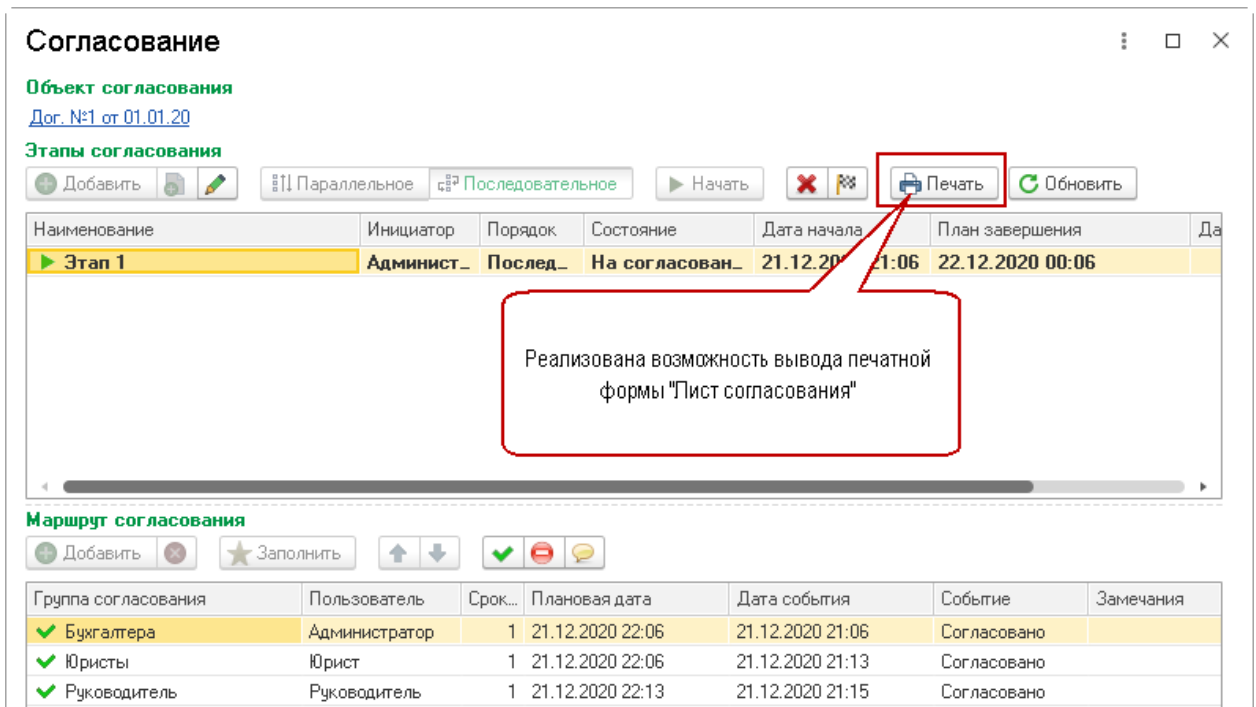 Согласование
Объект согласования
Дог. №1 от 01.01.20
Этапы согласования
Добавить Параллельное Последовательное Начать Печать Обновить
Наименование Инициатор Порядок Состояние Дата начала План завершения Да
Этап 1 Админист... Послед... На согласован... 21.12.20 21:06 22.12.2020 00:06
Реализована возможность вывода печатной
формы "Лист согласования"
Маршрут согласования
Добавить Заполнить
Группа согласования Пользователь Срок... Плановая дата Дата события Событие Замечания
Бухгалтера Администратор 1 21.12.2020 22:06 21.12.2020 21:06 Согласовано
Юристы Юрист 1 21.12.2020 22:06 21.12.2020 21:13 Согласовано
Руководитель Руководитель 1 21.12.2020 22:13 21.12.2020 21:15 Согласовано